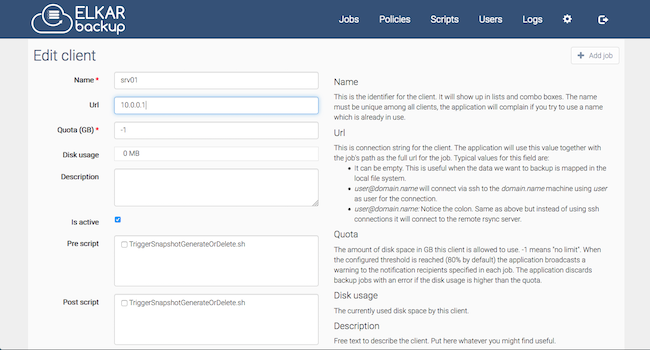 ELKAR
backup
Jobs
Policies
Scripts
Users
Logs
Edit client
+ Add job
Name *
srv01
Url
10.0.0.1
Quota (GB) *
-1
Disk usage
0 MB
Description
Is active
Pre script
TriggerSnapshotGenerateOrDelete.sh
Post script
TriggerSnapshotGenerateOrDelete.sh
Name
This is the identifier for the client. It will show up in lists and combo boxes. The name
must be unique among all clients, the application will complain if you try to use a name
which is already in use.
Url
This is connection string for the client. The application will use this value together with
the job's path as the full url for the job. Typical values for this field are:
• It can be empty. This is useful when the data we want to backup is mapped in the
local file system.
• user@domain.name will connect via ssh to the domain.name machine using user
as user for the connection.
• user@domain.name: Notice the colon. Same as above but instead of using ssh
connections it will connect to the remote rsync server.
Quota
The amount of disk space in GB this client is allowed to use. -1 means "no limit". When
the configured threshold is reached (80% by default) the application broadcasts a
warning to the notification recipients specified in each job. The application discards
backup jobs with an error if the disk usage is higher than the quota.
Disk usage
The currently used disk space by this client.
Description
Free text to describe the client. Put here whatever you might find useful.